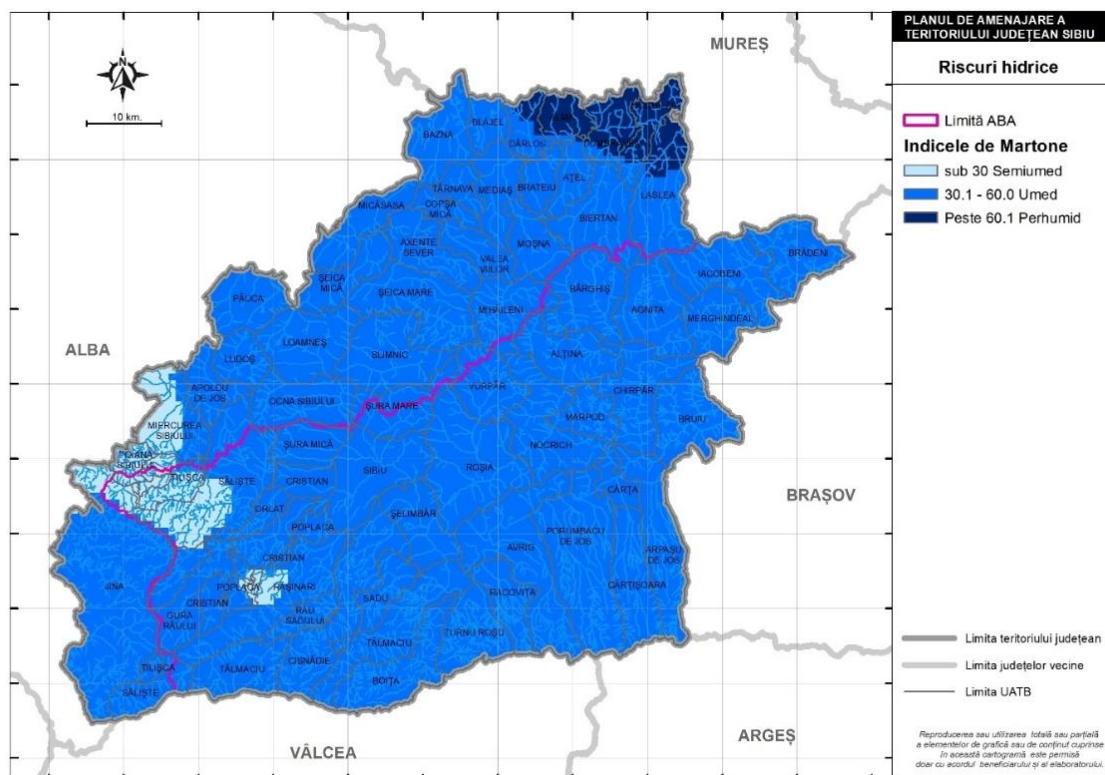 PLANUL DE AMENAJARE A
TERITORIULUI JUDEȚEAN SIBIU
Riscuri hidrice
Limită ABA
Indicele de Martone
sub 30 Semiumed
30.1 - 60.0 Umed
Peste 60.1 Perhumid
Limita teritoriului județean
Limita județelor vecine
Limita UATB
Reproducerea sau utilizarea totală sau parțială
a elementelor de grafică sau de conținut cuprinse
în această cartogramă este permisă
doar cu acordul beneficiarului și al elaboratorului.
N
10 km.
MUREȘ
ALBA
BRAȘOV
ARGEȘ
VÂLCEA
BLĂJEL
BAZNA
DÂRLOS
TÂRNAVA
MEDIAȘ
BRATEIU
AȚEL
LASLEA
MICĂSASA
COPȘA
MICĂ
BIERTAN
AXENTE
SEVER
MOȘNA
VALEA
VIILOR
BRĂDENI
IACOBENI
ȘEICA
MICĂ
ȘEICA MARE
BÂRGHIȘ
PĂUCA
MIHĂILENI
AGNITA
MERGHINDEAL
LOAMNEȘ
LUDOȘ
SLIMNIC
ALȚINA
APOLDU
DE JOS
VURPĂR
CHIRPĂR
OCNA SIBIULUI
ȘURA MARE
MARPOD
BRUIU
MIERCUREA
SIBIULUI
ȘURA MICĂ
NOCRICH
POIANA
SIBIULUI
TILIȘCA
SĂLIȘTE
CRISTIAN
SIBIU
ROȘIA
CÂRȚA
ORLAT
POPLACA
ȘELIMBĂR
PORUMBACU
DE JOS
AVRIG
ARPAȘU
DE JOS
CRISTIAN
JINA
POPLACA
RĂȘINARI
CÂRȚIȘOARA
CRISTIAN
SADU
RACOVIȚA
GURA
RÂULUI
RÂU
SADULUI
TURNU ROȘU
TĂLMACIU
CISNĂDIE
TILIȘCA
TĂLMACIU
BOIȚA
SĂLIȘTE